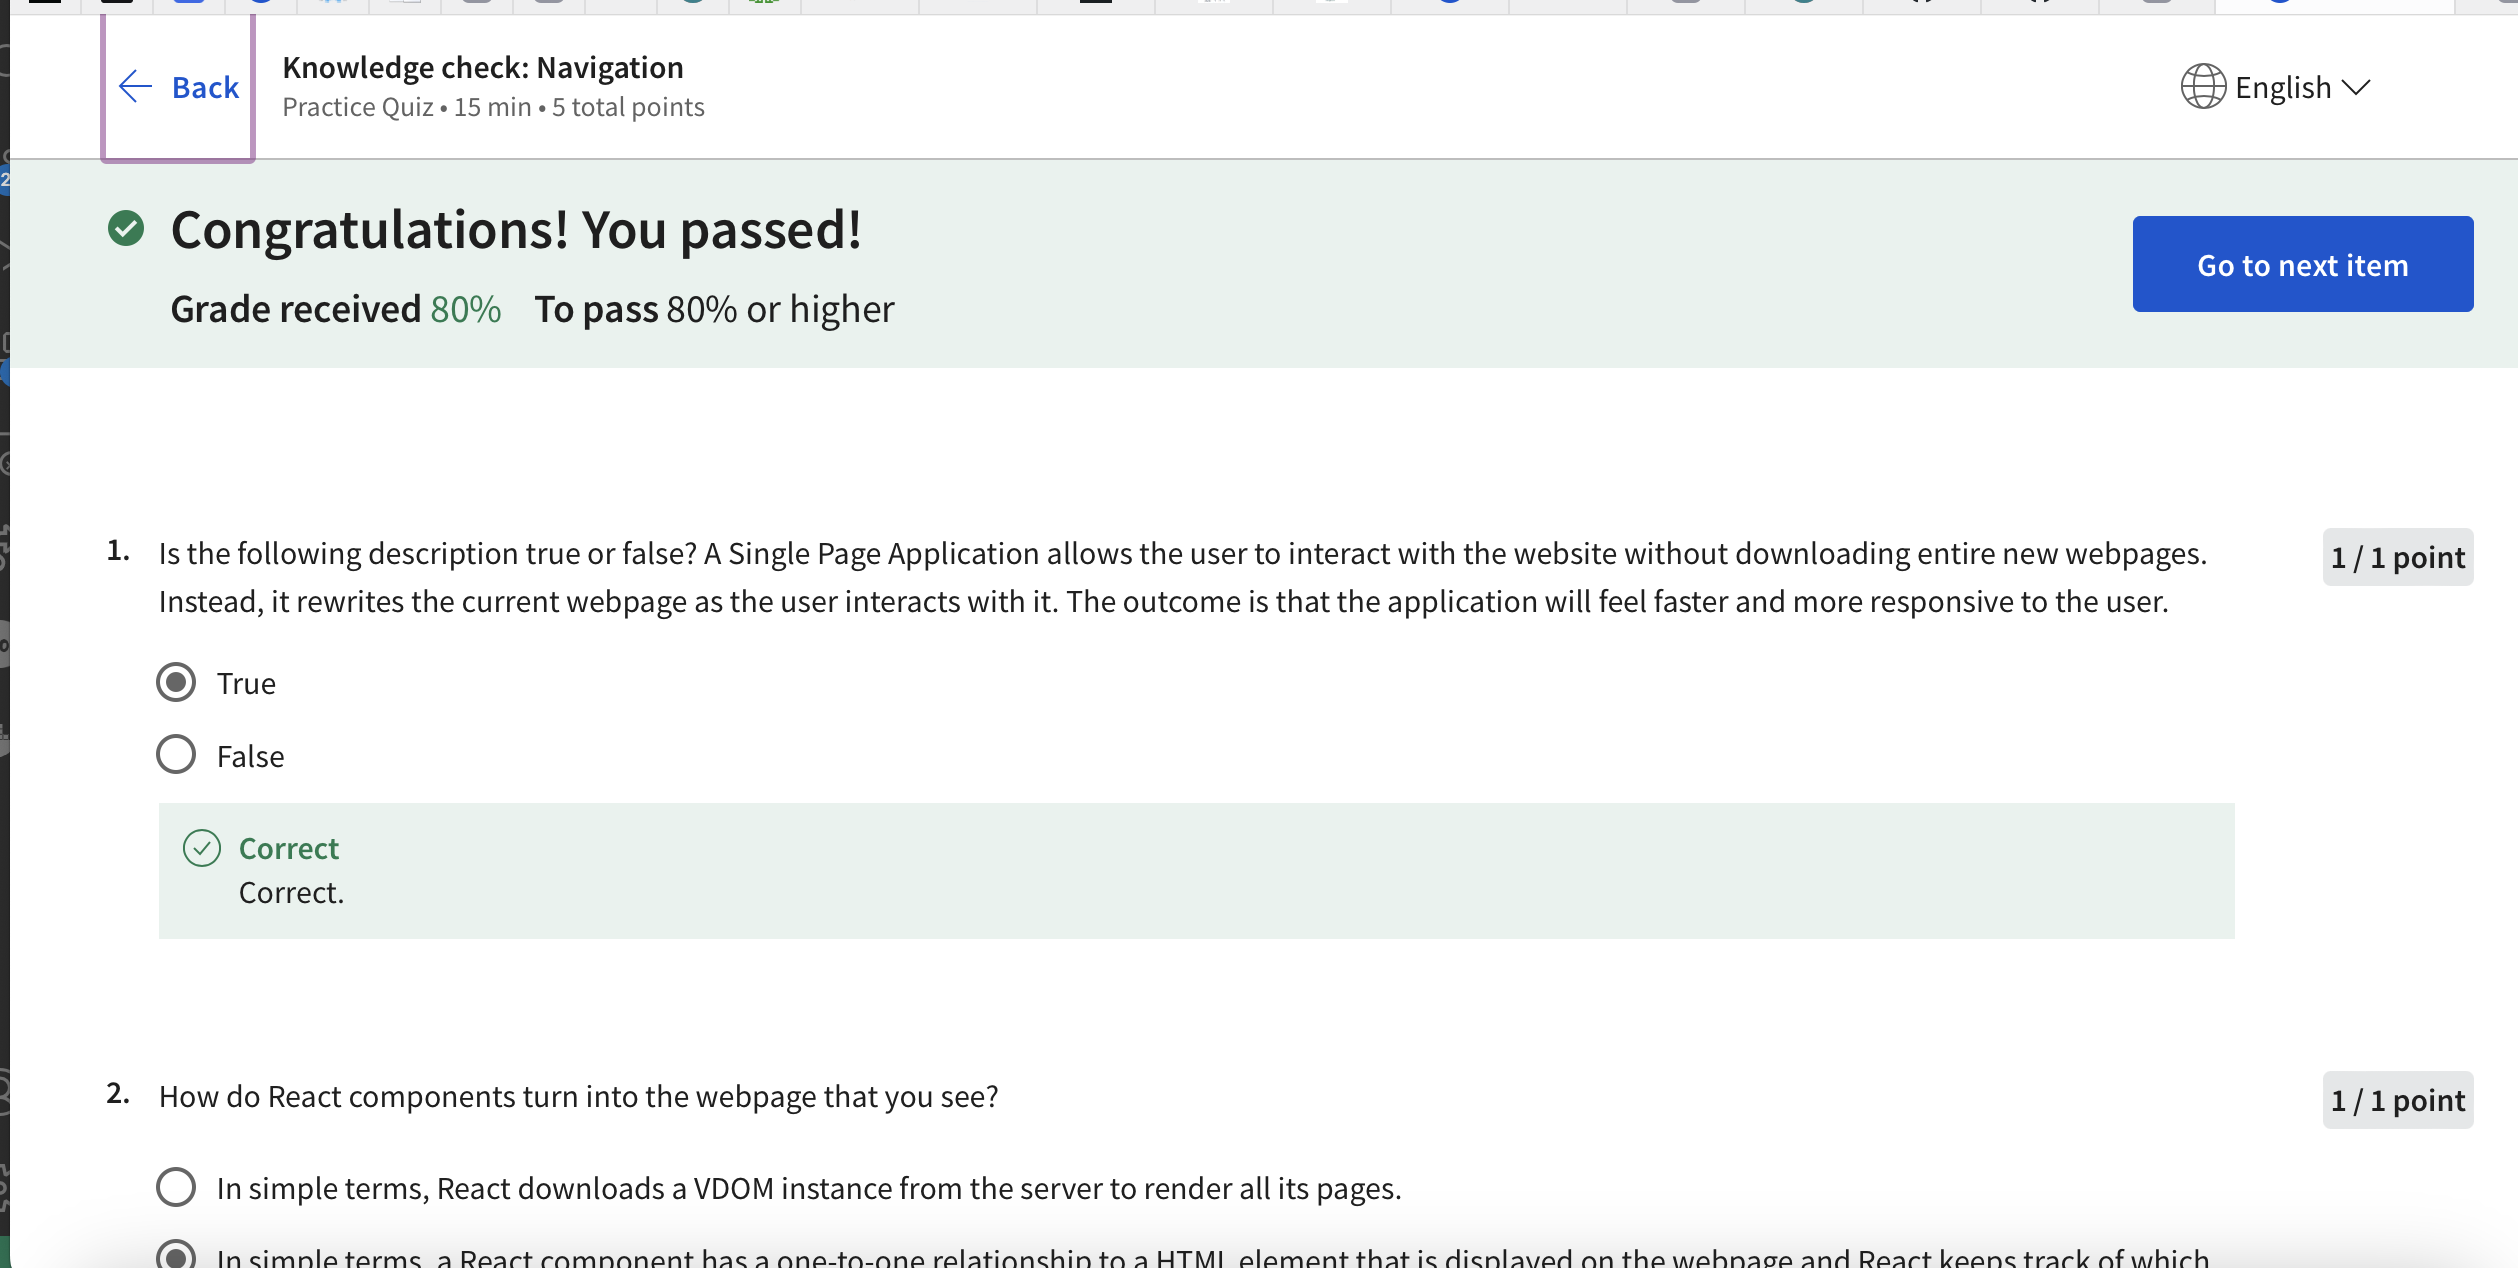 Back
Knowledge check: Navigation
Practice Quiz • 15 min • 5 total points
English
Congratulations! You passed!
Grade received 80% To pass 80% or higher
Go to next item
1. Is the following description true or false? A Single Page Application allows the user to interact with the website without downloading entire new webpages.
Instead, it rewrites the current webpage as the user interacts with it. The outcome is that the application will feel faster and more responsive to the user.
1 / 1 point
True
False
Correct
Correct.
2. How do React components turn into the webpage that you see?
1 / 1 point
In simple terms, React downloads a VDOM instance from the server to render all its pages.
In simple terms, a React component has a one-to-one relationship to a HTML element that is displayed on the webpage and React keeps track of which